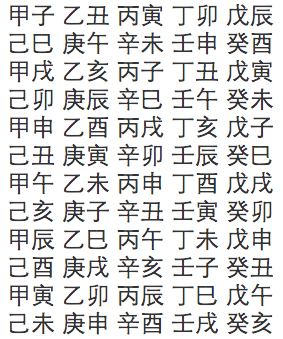 甲子 乙丑 丙寅 丁卯 戊辰
己巳 庚午 辛未 壬申 癸酉
甲戌 乙亥 丙子 丁丑 戊寅
己卯 庚辰 辛巳 壬午 癸未
甲申 乙酉 丙戌 丁亥 戊子
己丑 庚寅 辛卯 壬辰 癸巳
甲午 乙未 丙申 丁酉 戊戌
己亥 庚子 辛丑 壬寅 癸卯
甲辰 乙巳 丙午 丁未 戊申
己酉 庚戌 辛亥 壬子 癸丑
甲寅 乙卯 丙辰 丁巳 戊午
己未 庚申 辛酉 壬戌 癸亥